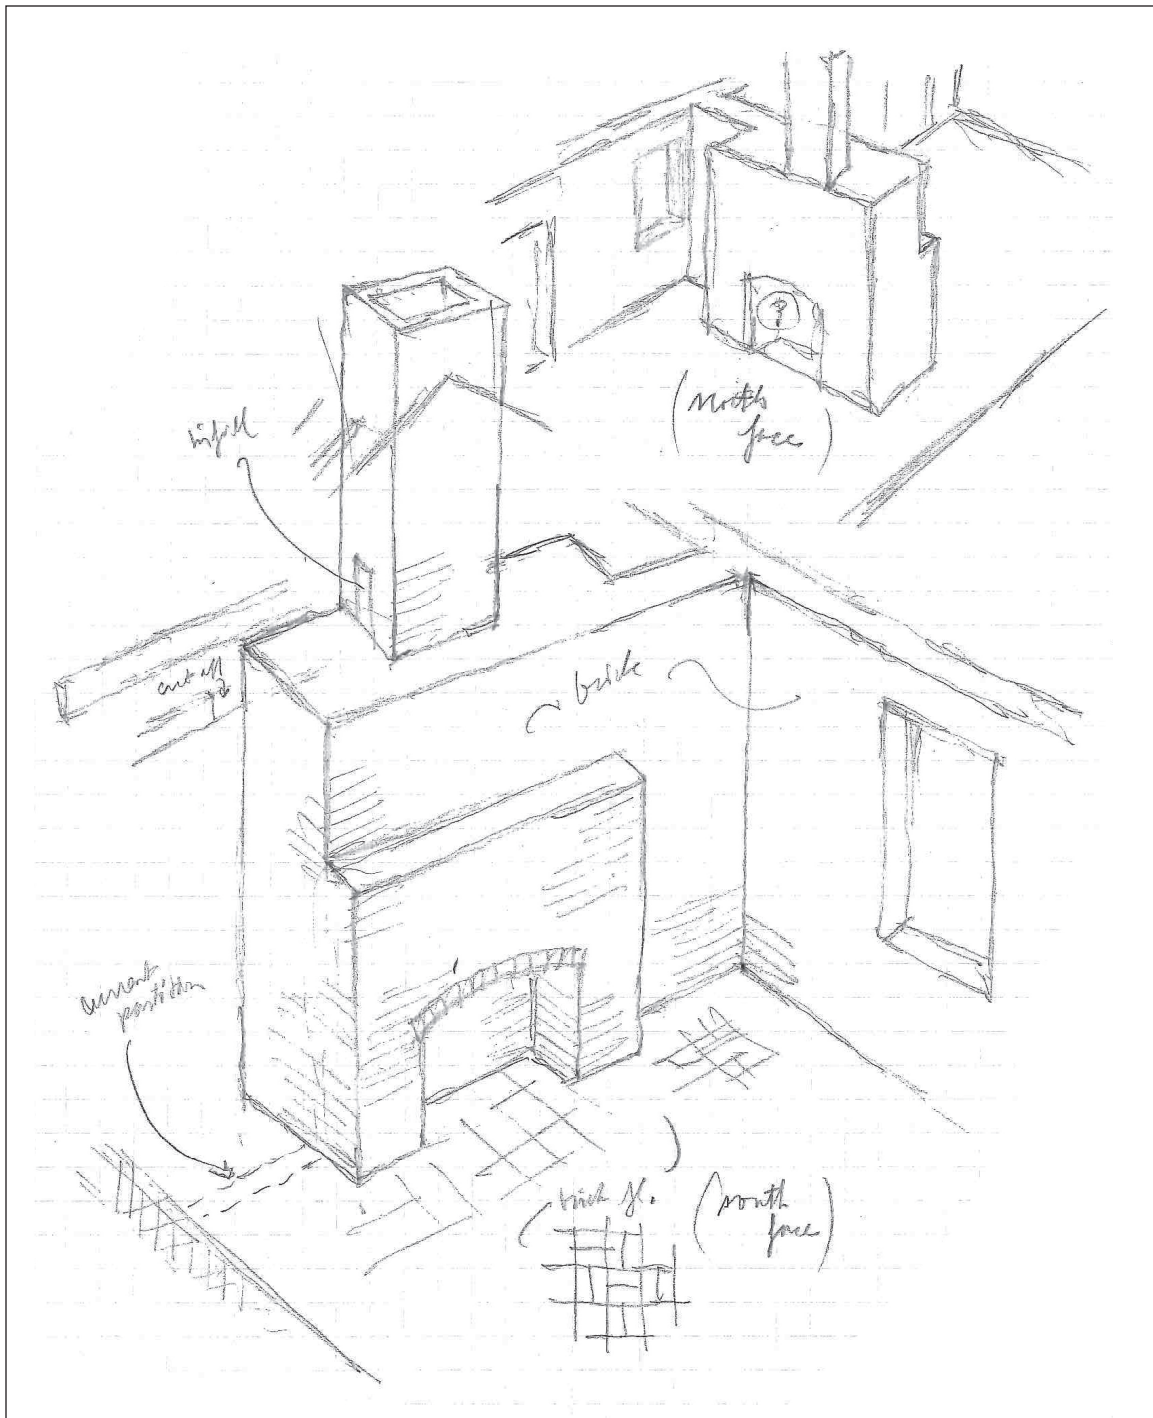 (north
face)
infill
cut off
brick
current
partition
(brick fl.
(south
face)